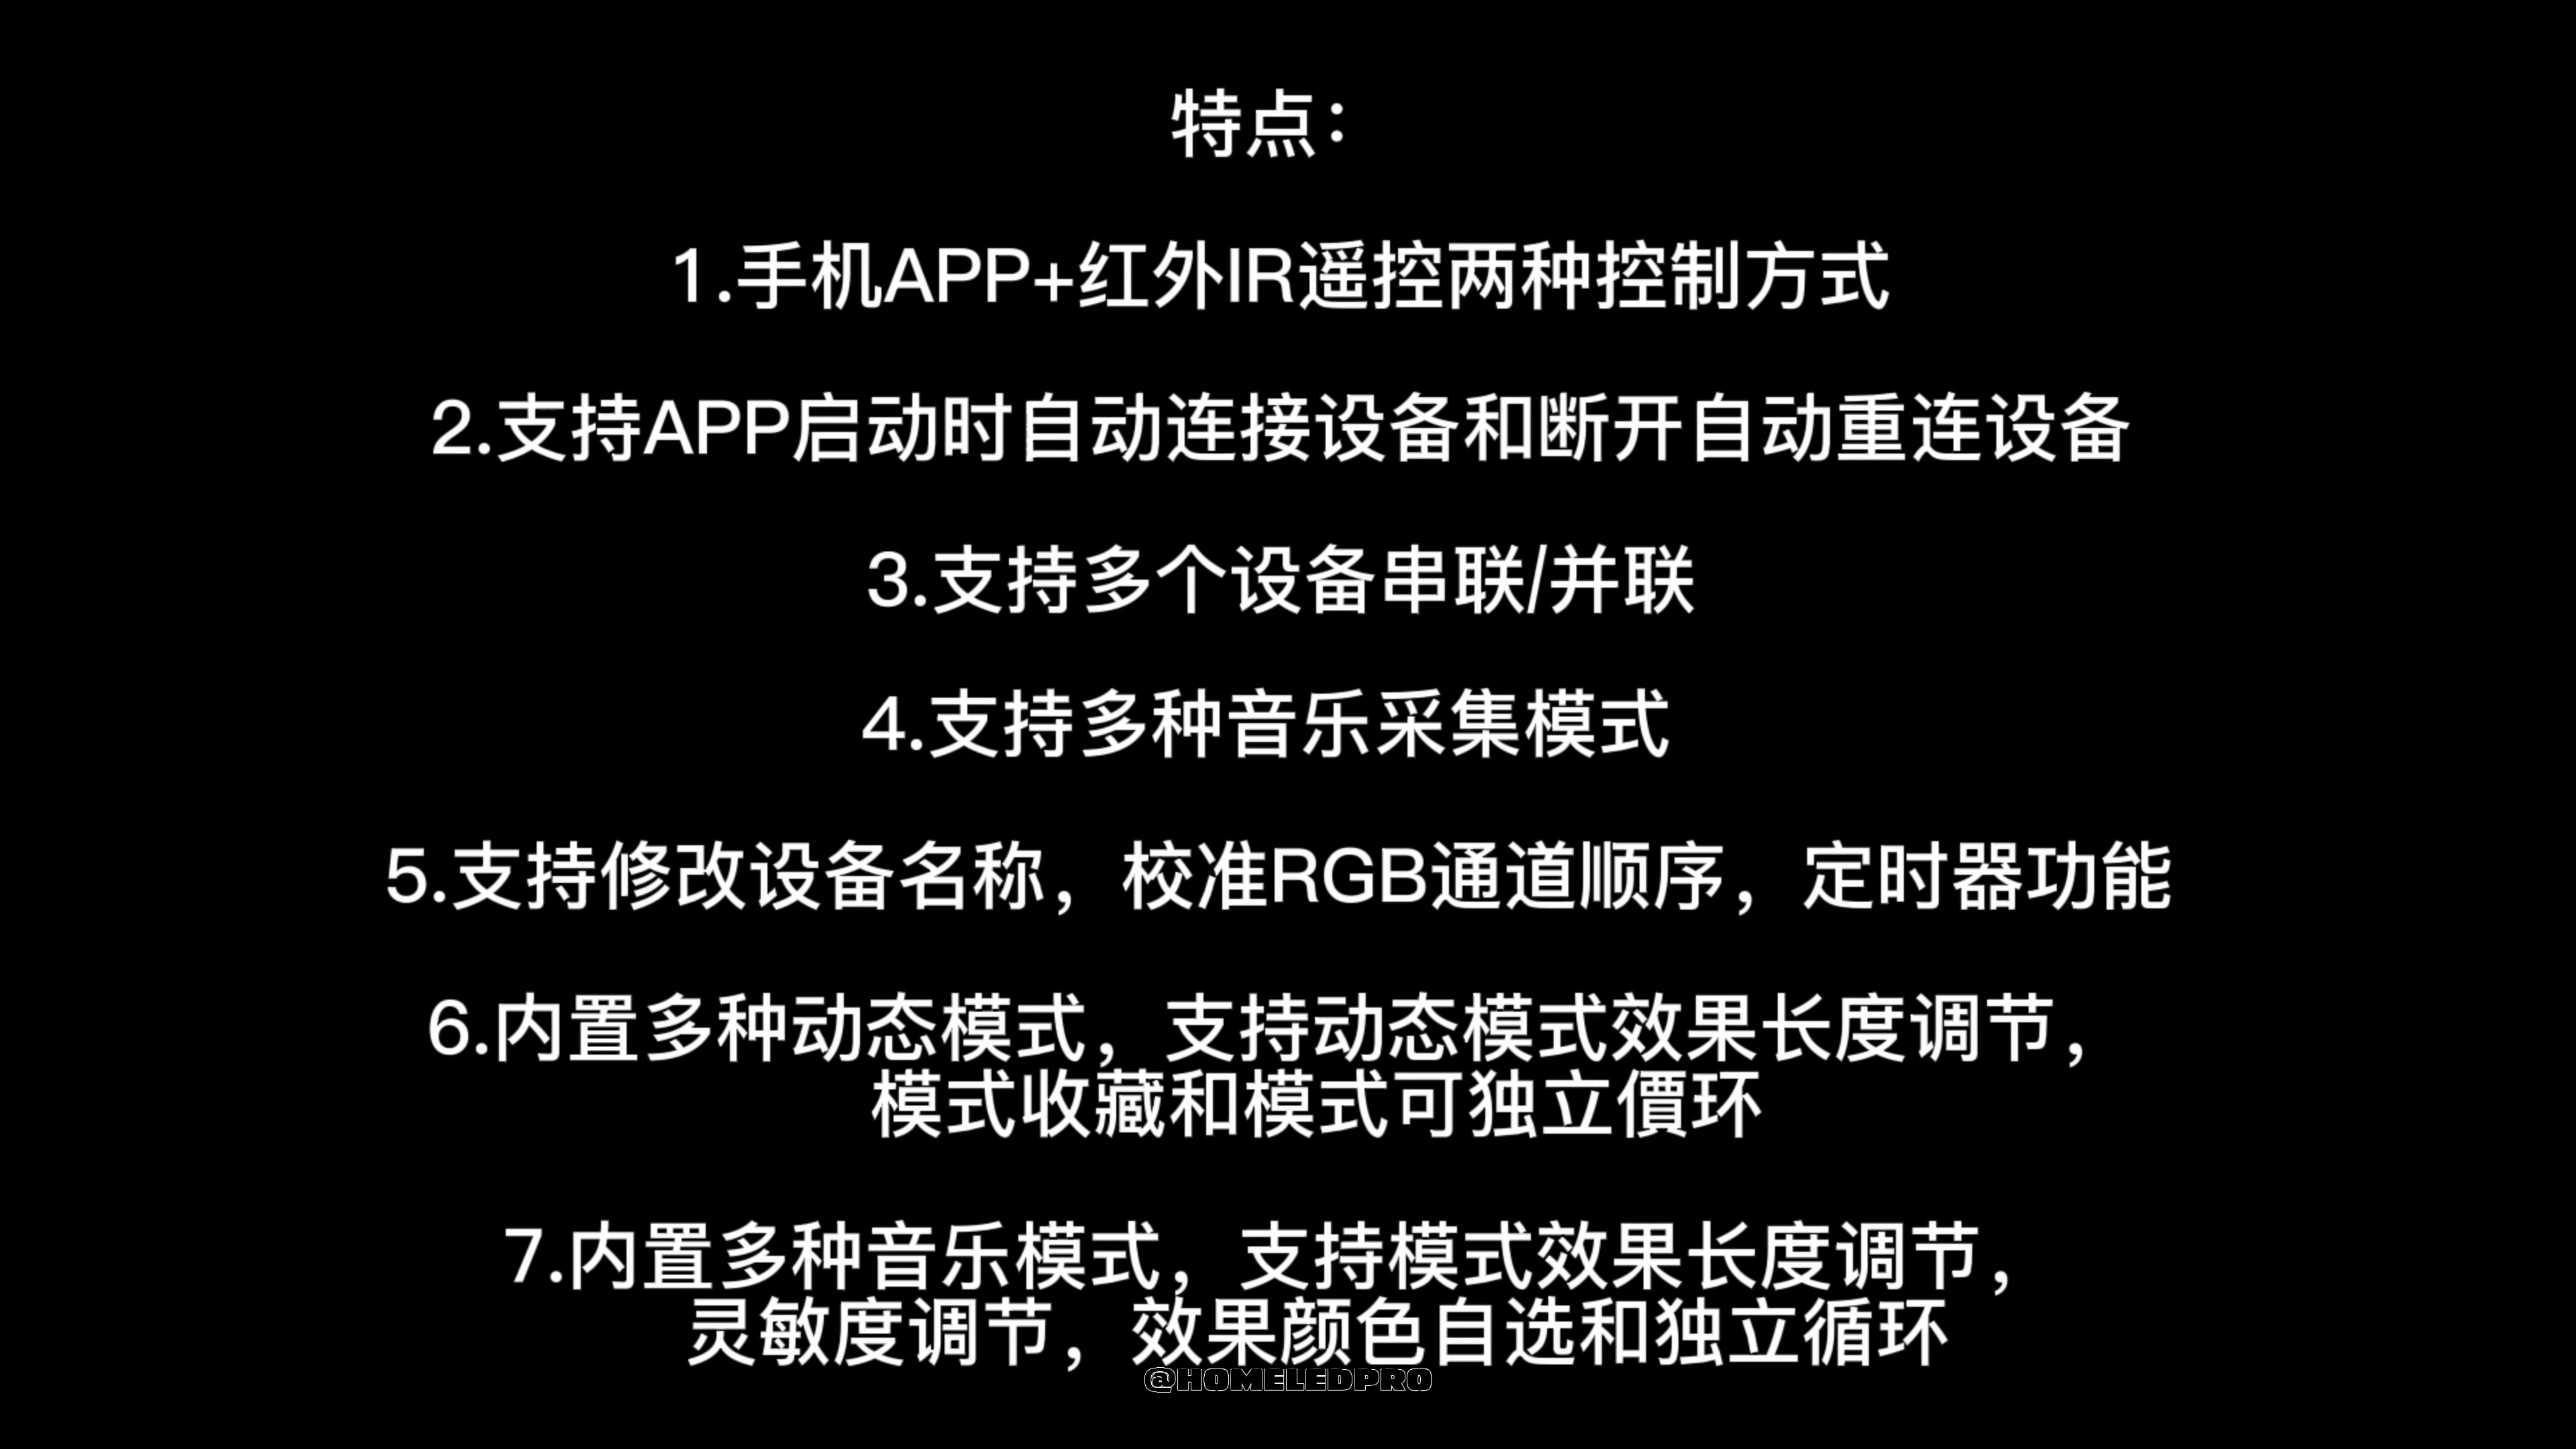 特点：
1.手机APP+红外IR遥控两种控制方式
2.支持APP启动时自动连接设备和断开自动重连设备
3.支持多个设备串联/并联
4.支持多种音乐采集模式
5.支持修改设备名称，校准RGB通道顺序，定时器功能
6.内置多种动态模式，支持动态模式效果长度调节，
模式收藏和模式可独立價环
7.内置多种音乐模式，支持模式效果长度调节，
灵敏度调节，效果颜色自选和独立循环
@HOMELEDPRO